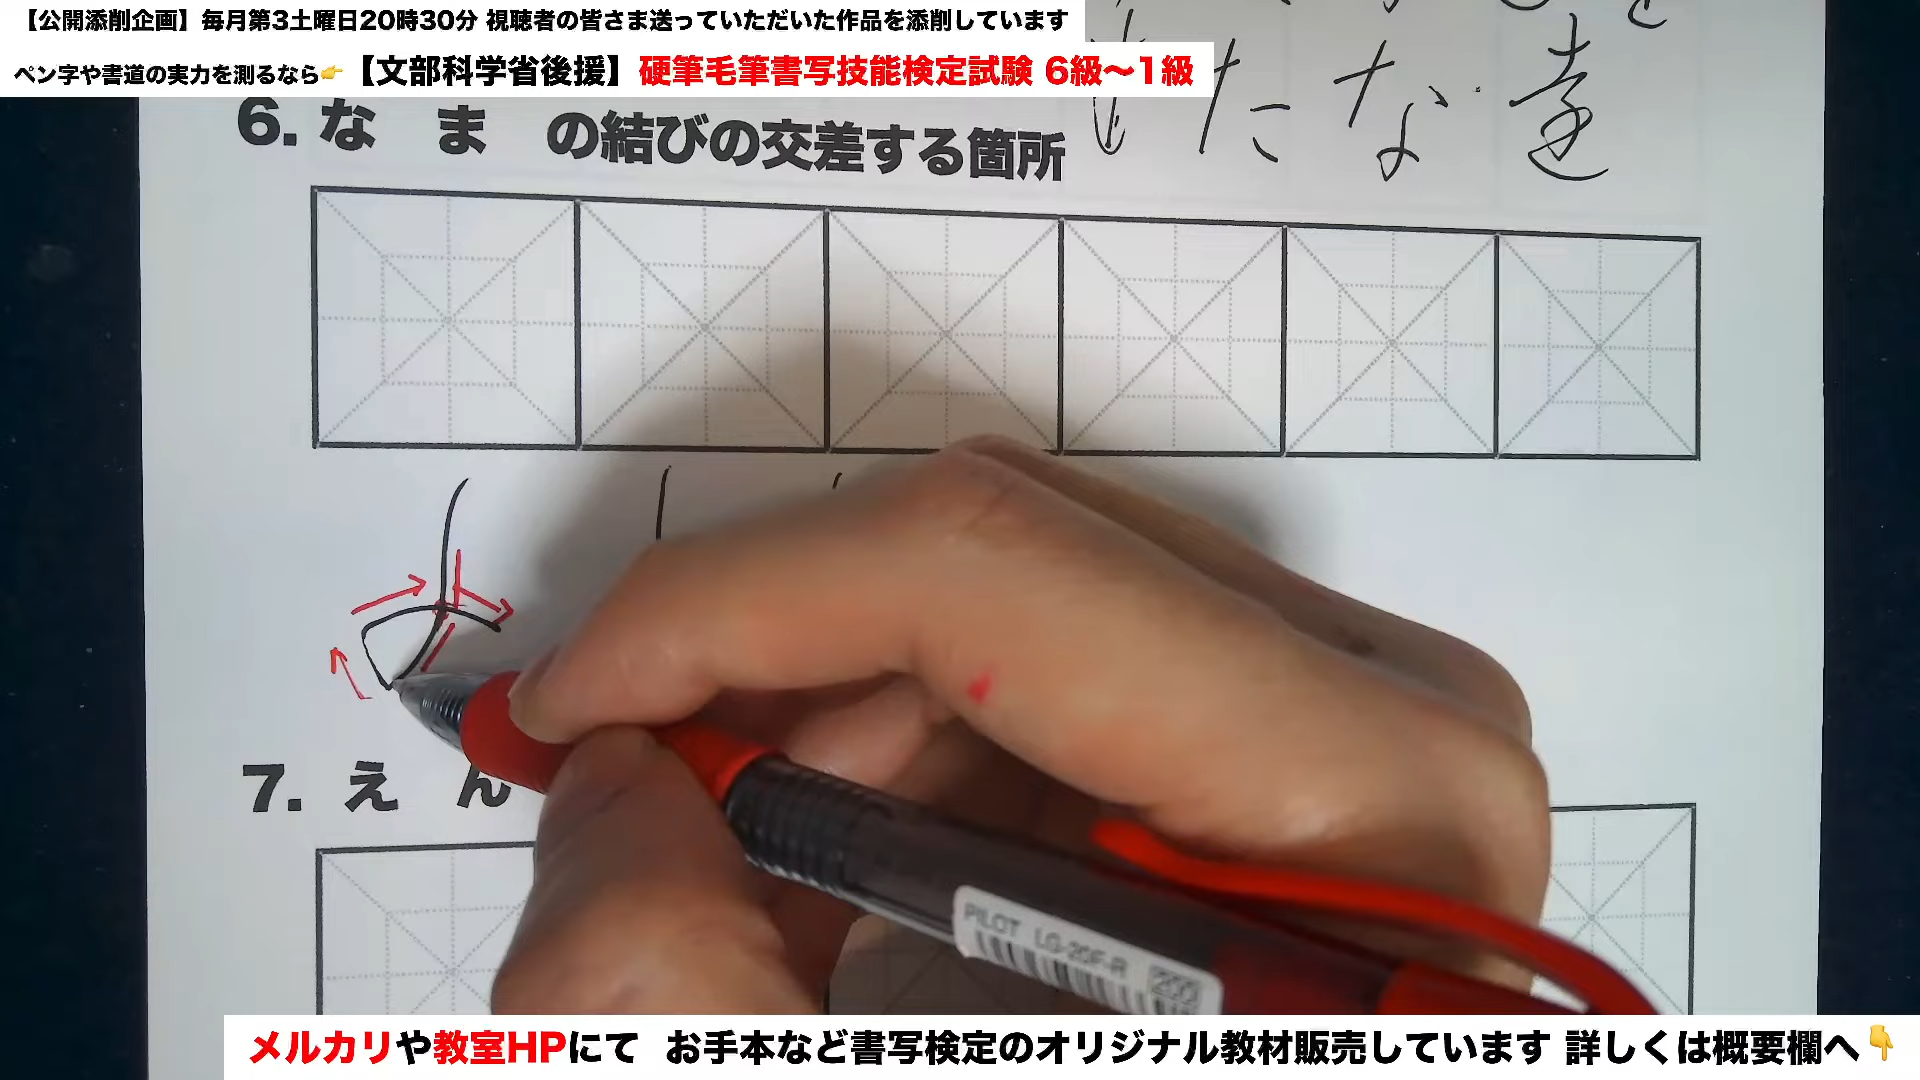 【公開添削企画】毎月第3土曜日20時30分 視聴者の皆さま送っていただいた作品を添削しています
ペン字や書道の実力を測るなら👉【文部科学省後援】硬筆毛筆書写技能検定試験 6級〜1級
たな達
6. な ま の結びの交差する箇所
7. え ん
PILOT LG-20F-R 200
メルカリや教室HPにて お手本など書写検定のオリジナル教材販売しています 詳しくは概要欄へ👇